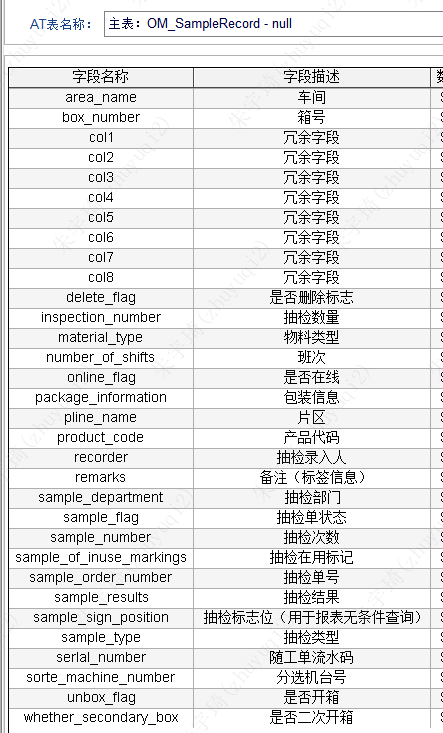 AT表名称： 主表：OM_SampleRecord - null
字段名称 字段描述
area_name 车间
box_number 箱号
col1 冗余字段
col2 冗余字段
col3 冗余字段
col4 冗余字段
col5 冗余字段
col6 冗余字段
col7 冗余字段
col8 冗余字段
delete_flag 是否删除标志
inspection_number 抽检数量
material_type 物料类型
number_of_shifts 班次
online_flag 是否在线
package_information 包装信息
pline_name 片区
product_code 产品代码
recorder 抽检录入人
remarks 备注（标签信息）
sample_department 抽检部门
sample_flag 抽检单状态
sample_number 抽检次数
sample_of_inuse_markings 抽检在用标记
sample_order_number 抽检单号
sample_results 抽检结果
sample_sign_position 抽检标志位（用于报表无条件查询）
sample_type 抽检类型
serlal_number 随工单流水码
sorte_machine_number 分选机台号
unbox_flag 是否开箱
whether_secondary_box 是否二次开箱